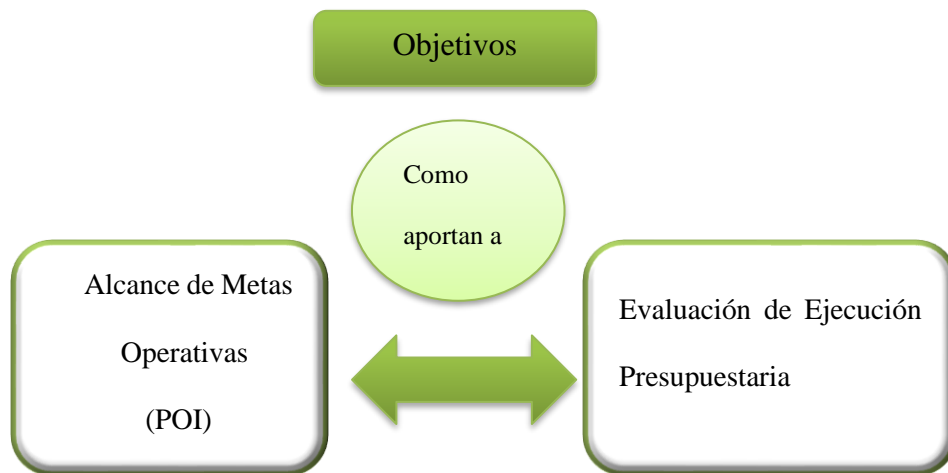 Objetivos
Como
aportan a
Alcance de Metas
Operativas
(POI)
Evaluación de Ejecución
Presupuestaria